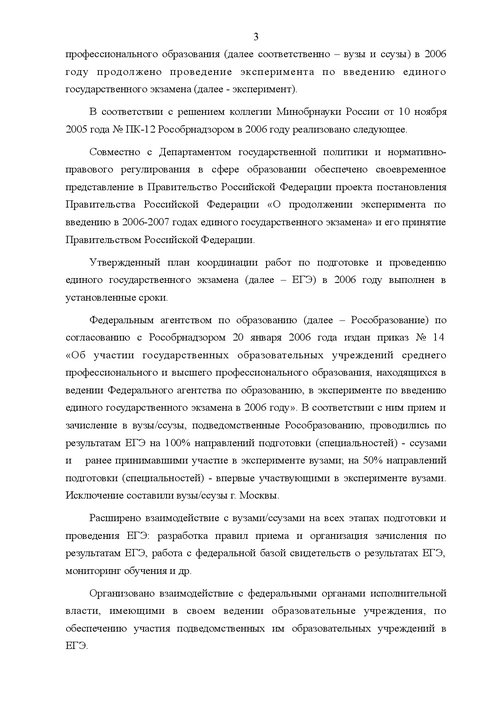 3
профессионального образования (далее соответственно – вузы и ссузы) в 2006
году продолжено проведение эксперимента по введению единого
государственного экзамена (далее - эксперимент).
В соответствии с решением коллегии Минобрнауки России от 10 ноября
2005 года № ПК-12 Рособрнадзором в 2006 году реализовано следующее.
Совместно с Департаментом государственной политики и нормативно-
правового регулирования в сфере образовании обеспечено своевременное
представление в Правительство Российской Федерации проекта постановления
Правительства Российской Федерации «О продолжении эксперимента по
введению в 2006-2007 годах единого государственного экзамена» и его принятие
Правительством Российской Федерации.
Утвержденный план координации работ по подготовке и проведению
единого государственного экзамена (далее – ЕГЭ) в 2006 году выполнен в
установленные сроки.
Федеральным агентством по образованию (далее – Рособразование) по
согласованию с Рособрнадзором 20 января 2006 года издан приказ № 14
«Об участии государственных образовательных учреждений среднего
профессионального и высшего профессионального образования, находящихся в
ведении Федерального агентства по образованию, в эксперименте по введению
единого государственного экзамена в 2006 году». В соответствии с ним прием и
зачисление в вузы/ссузы, подведомственные Рособразованию, проводились по
результатам ЕГЭ на 100% направлений подготовки (специальностей) - ссузами
и ранее принимавшими участие в эксперименте вузами; на 50% направлений
подготовки (специальностей) - впервые участвующими в эксперименте вузами.
Исключение составили вузы/ссузы г. Москвы.
Расширено взаимодействие с вузами/ссузами на всех этапах подготовки и
проведения ЕГЭ: разработка правил приема и организация зачисления по
результатам ЕГЭ, работа с федеральной базой свидетельств о результатах ЕГЭ,
мониторинг обучения и др.
Организовано взаимодействие с федеральными органами исполнительной
власти, имеющими в своем ведении образовательные учреждения, по
обеспечению участия подведомственных им образовательных учреждений в
ЕГЭ.